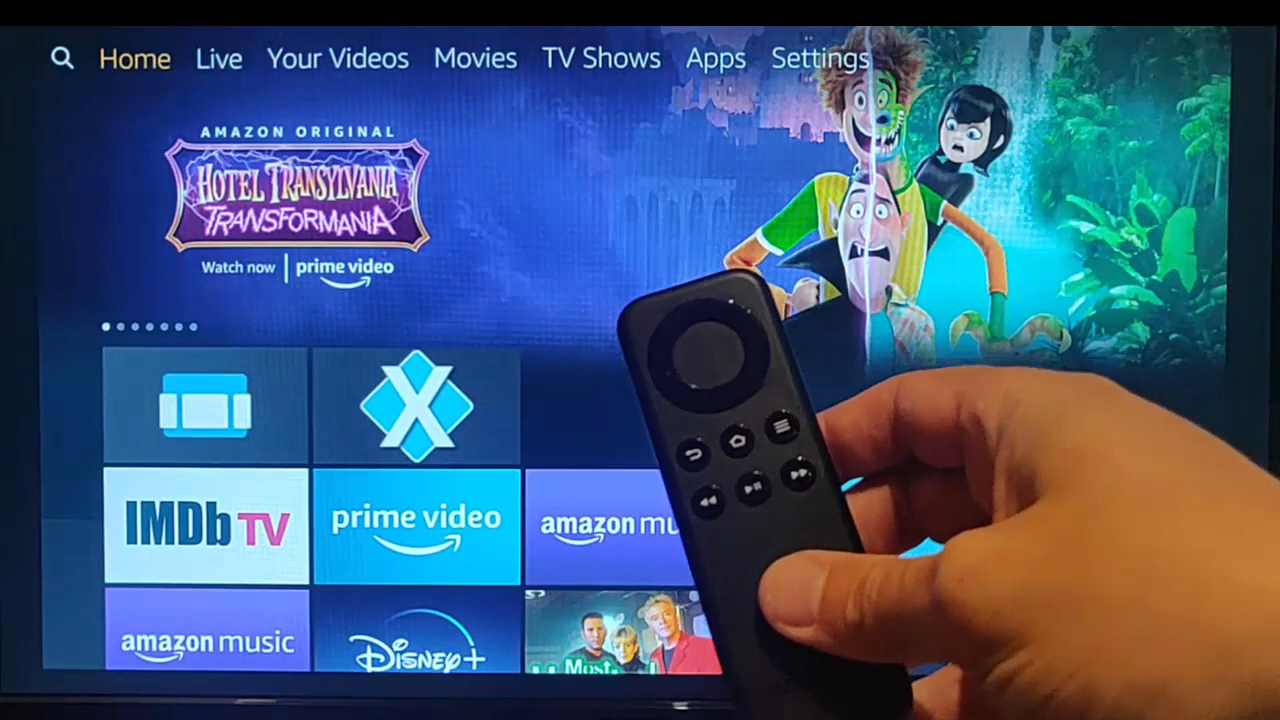 Home Live Your Videos Movies TV Shows Apps Settings
AMAZON ORIGINAL
HOTEL TRANSYLVANIA
TRANSFORMANIA
Watch now | prime video
X
IMDb TV
prime video
amazon mu
amazon music
Disney+
Must